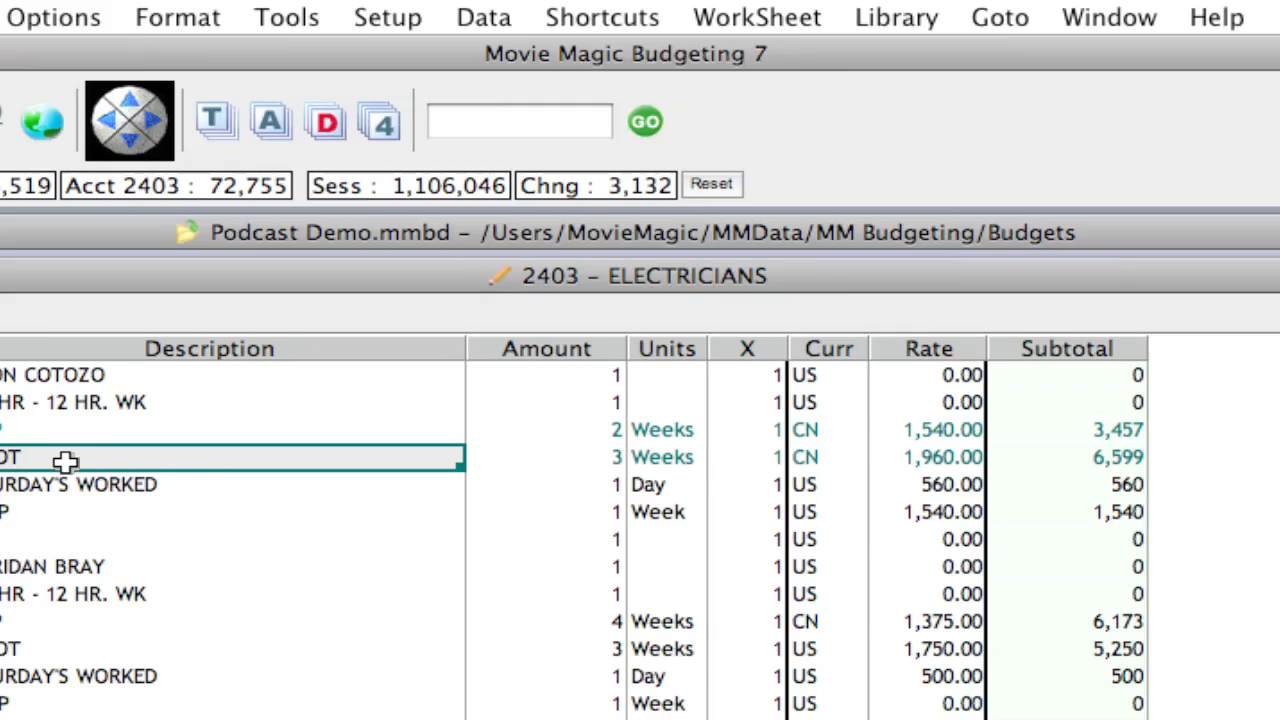 Options Format Tools Setup Data Shortcuts WorkSheet Library Goto Window Help
Movie Magic Budgeting 7
T A D 4 GO
,519 Acct 2403 : 72,755 Sess : 1,106,046 Chng : 3,132 Reset
Podcast Demo.mmbd – /Users/MovieMagic/MMData/MM Budgeting/Budgets
2403 – ELECTRICIANS
Description Amount Units X Curr Rate Subtotal
ON COTOZO 1 1 US 0.00 0
HR - 12 HR. WK 1 1 US 0.00 0
P 2 Weeks 1 CN 1,540.00 3,457
OT 3 Weeks 1 CN 1,960.00 6,599
URDAY'S WORKED 1 Day 1 US 560.00 560
P 1 Week 1 US 1,540.00 1,540
1 1 US 0.00 0
RIDAN BRAY 1 1 US 0.00 0
HR - 12 HR. WK 1 1 US 0.00 0
P 4 Weeks 1 CN 1,375.00 6,173
OT 3 Weeks 1 US 1,750.00 5,250
URDAY'S WORKED 1 Day 1 US 500.00 500
P 1 Week 1 US 0.00 0